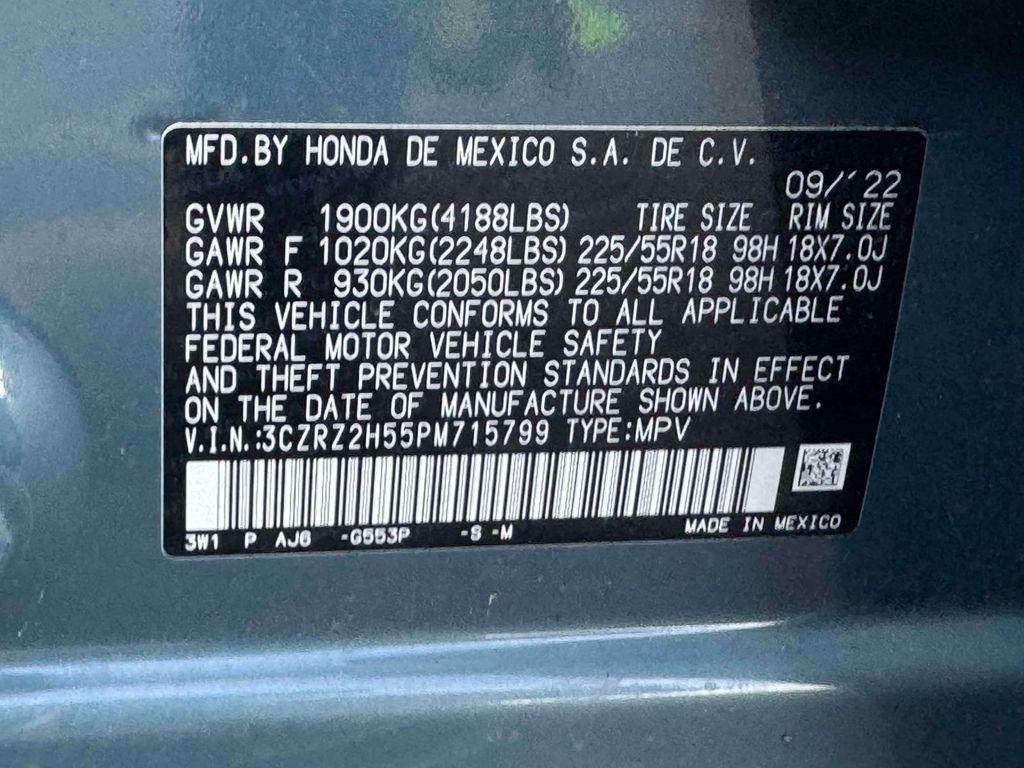 MFD.BY HONDA DE MEXICO S.A. DE C.V.
09/´22
GVWR 1900KG(4188LBS) TIRE SIZE RIM SIZE
GAWR F 1020KG(2248LBS) 225/55R18 98H 18X7.0J
GAWR R 930KG(2050LBS) 225/55R18 98H 18X7.0J
THIS VEHICLE CONFORMS TO ALL APPLICABLE
FEDERAL MOTOR VEHICLE SAFETY
AND THEFT PREVENTION STANDARDS IN EFFECT
ON THE DATE OF MANUFACTURE SHOWN ABOVE.
V.I.N.:3CZRZ2H55PM715799 TYPE:MPV
3W1 P AJ6 -G553P -S -M MADE IN MEXICO